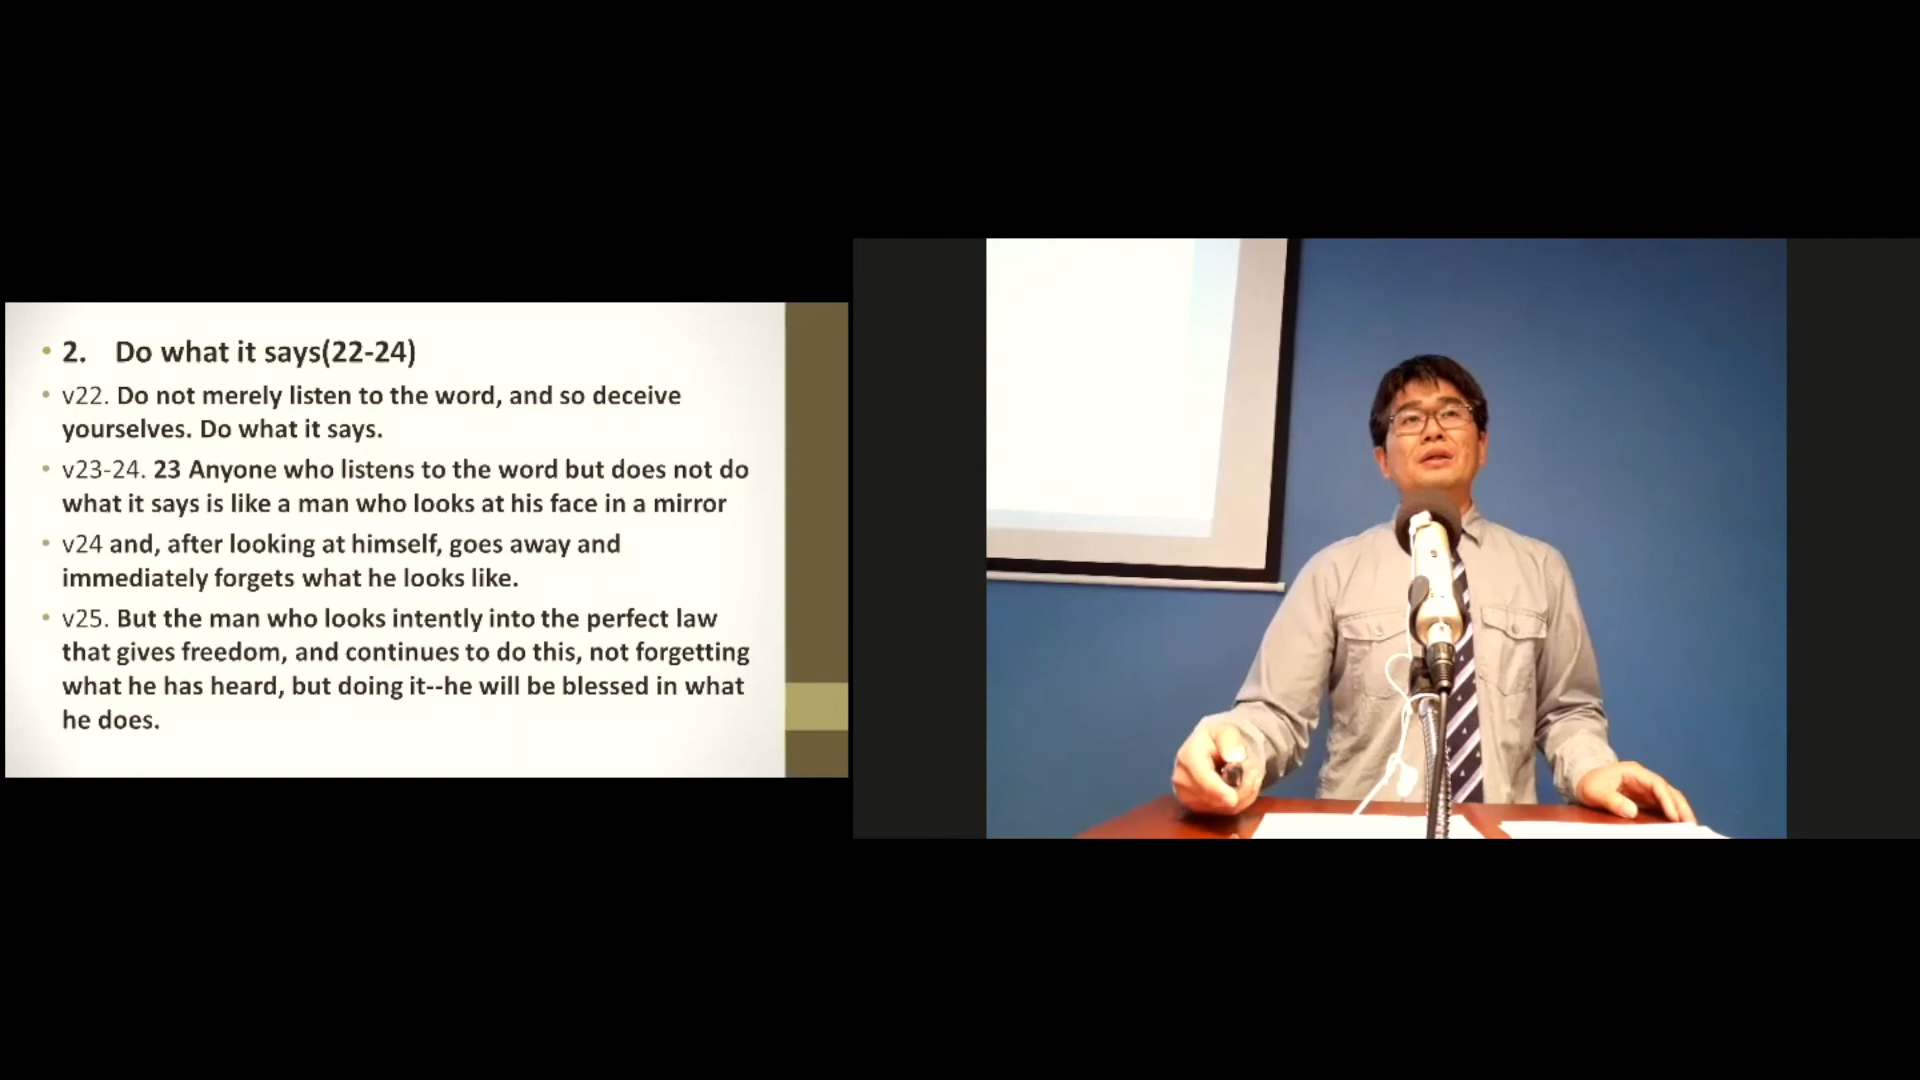 2. Do what it says(22-24)
v22. Do not merely listen to the word, and so deceive
yourselves. Do what it says.
v23-24. 23 Anyone who listens to the word but does not do
what it says is like a man who looks at his face in a mirror
v24 and, after looking at himself, goes away and
immediately forgets what he looks like.
v25. But the man who looks intently into the perfect law
that gives freedom, and continues to do this, not forgetting
what he has heard, but doing it--he will be blessed in what
he does.